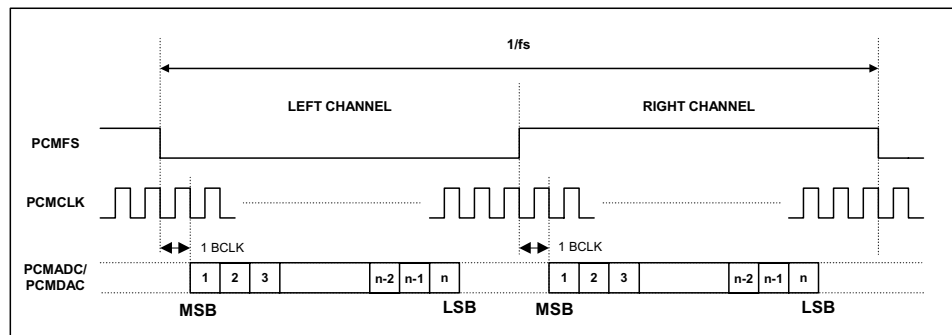 1/fs
LEFT CHANNEL RIGHT CHANNEL
PCMFS
PCMCLK
1 BCLK 1 BCLK
PCMADC/
PCMDAC
1 2 3 n-2 n-1 n 1 2 3 n-2 n-1 n
MSB LSB MSB LSB